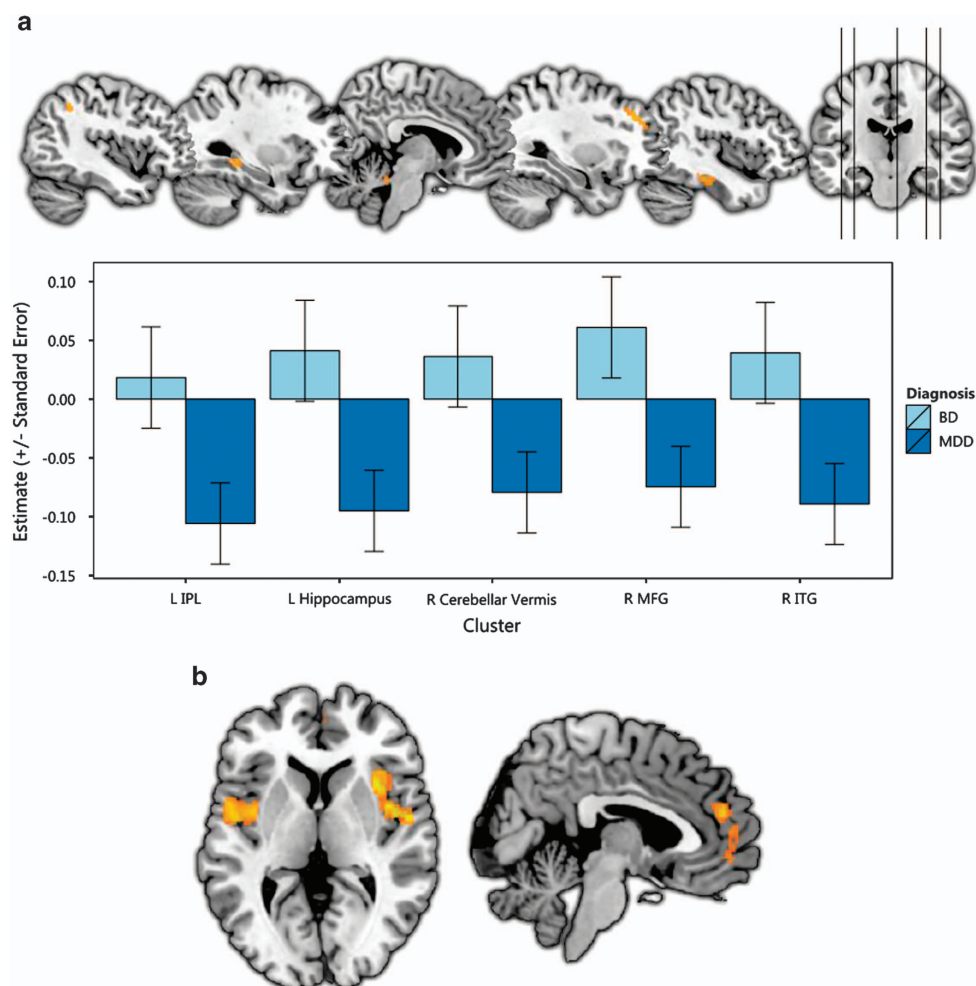 a
Estimate (+/- Standard Error)
0.10
0.05
0.00
-0.05
-0.10
-0.15
L IPL
L Hippocampus
R Cerebellar Vermis
R MFG
R ITG
Cluster
Diagnosis
BD
MDD
b